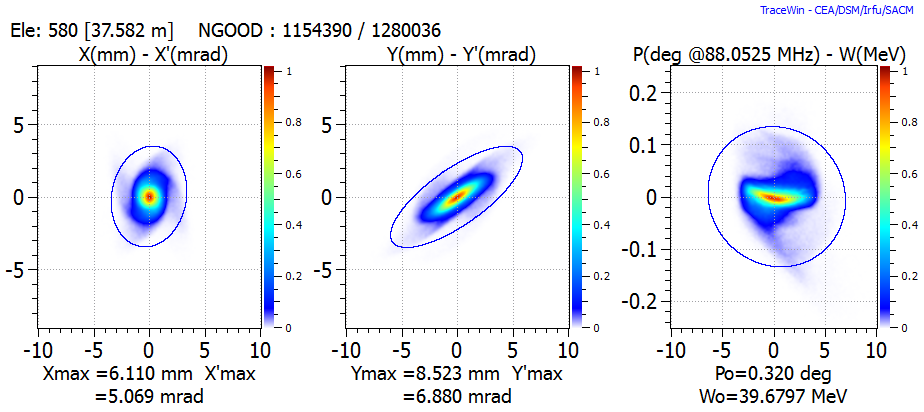 TraceWin - CEA/DSM/Irfu/SACM
Ele: 580 [37.582 m] NGOOD : 1154390 / 1280036
X(mm) - X'(mrad)
5
0
-5
-10 -5 0 5 10
1
0.8
0.6
0.4
0.2
0
Xmax =6.110 mm X'max
=5.069 mrad
Y(mm) - Y'(mrad)
5
0
-5
-10 -5 0 5 10
1
0.8
0.6
0.4
0.2
0
Ymax =8.523 mm Y'max
=6.880 mrad
P(deg @88.0525 MHz) - W(MeV)
0.2
0.1
0
-0.1
-0.2
-10 -5 0 5 10
1
0.8
0.6
0.4
0.2
0
Po=0.320 deg
Wo=39.6797 MeV